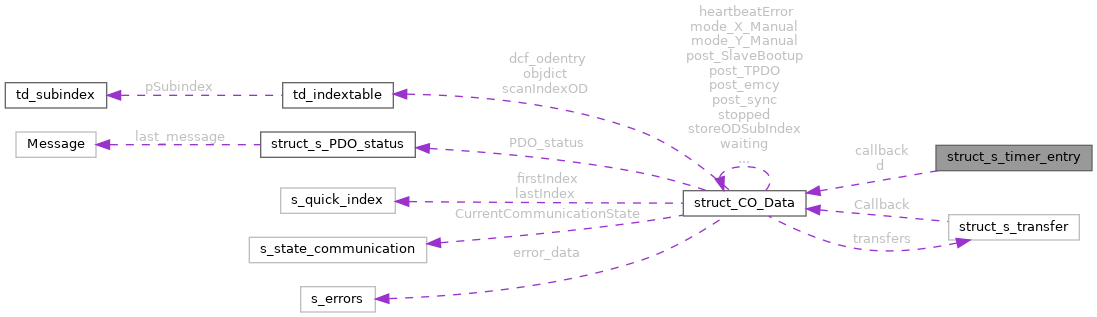 heartbeatError
mode_X_Manual
mode_Y_Manual
post_SlaveBootup
post_TPDO
post_emcy
post_sync
stopped
storeODSubIndex
waiting
...
dcf_odentry
objdict
scanIndexOD
pSubindex
td_subindex
td_indextable
last_message
Message
struct_s_PDO_status
PDO_status
callback
d
struct_s_timer_entry
firstIndex
lastIndex
s_quick_index
struct_CO_Data
Callback
CurrentCommunicationState
struct_s_transfer
transfers
s_state_communication
error_data
s_errors